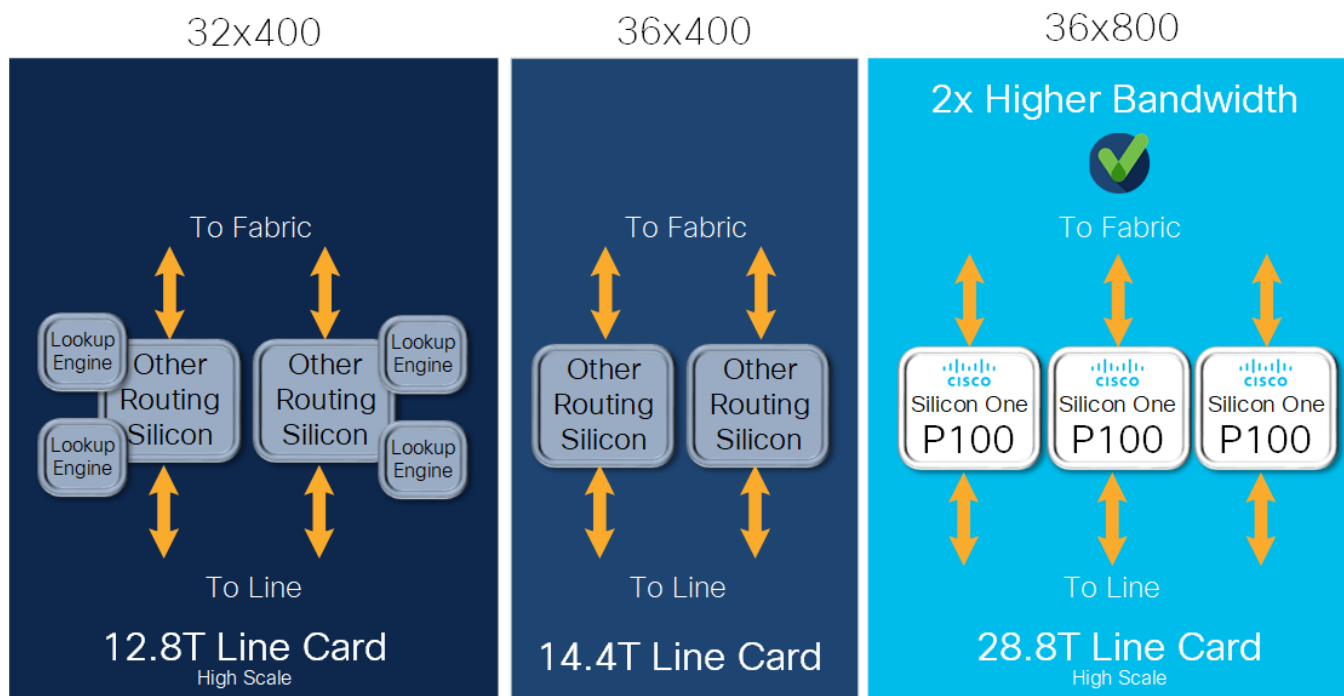 32x400
To Fabric
Lookup
Engine
Lookup
Engine
Other
Routing
Silicon
Other
Routing
Silicon
Lookup
Engine
Lookup
Engine
To Line
12.8T Line Card
High Scale
36x400
To Fabric
Other
Routing
Silicon
Other
Routing
Silicon
To Line
14.4T Line Card
36x800
2x Higher Bandwidth
To Fabric
CISCO
Silicon One
P100
CISCO
Silicon One
P100
CISCO
Silicon One
P100
To Line
28.8T Line Card
High Scale